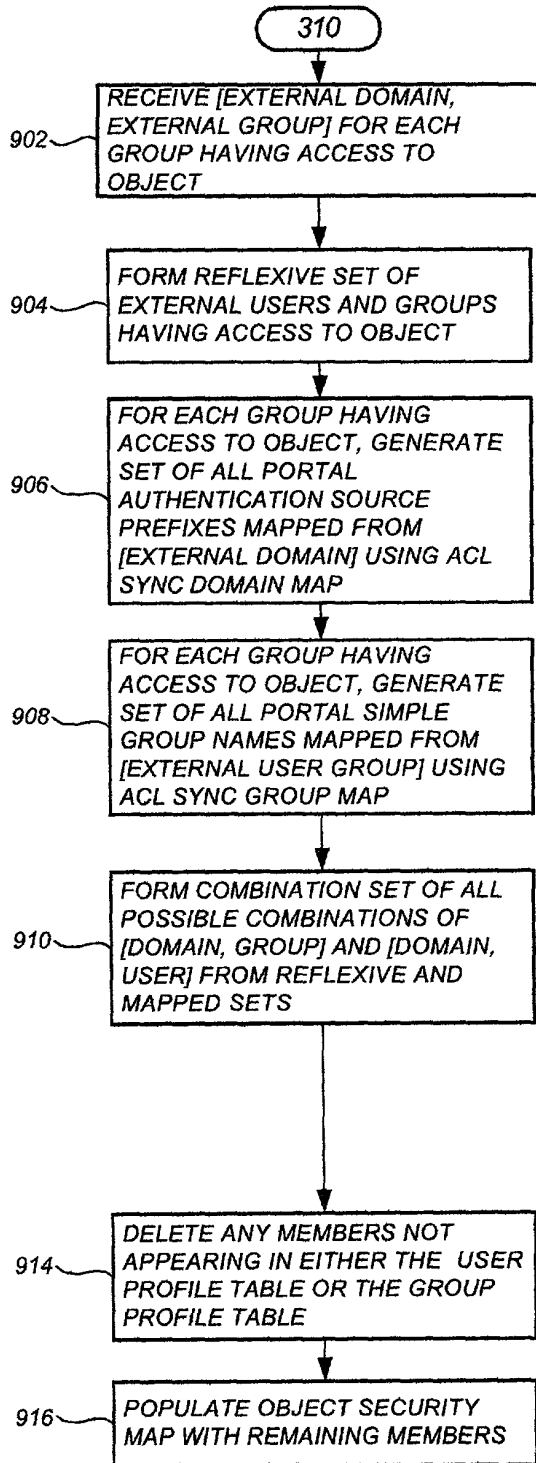 310
902
RECEIVE [EXTERNAL DOMAIN,
EXTERNAL GROUP] FOR EACH
GROUP HAVING ACCESS TO
OBJECT
904
FORM REFLEXIVE SET OF
EXTERNAL USERS AND GROUPS
HAVING ACCESS TO OBJECT
906
FOR EACH GROUP HAVING
ACCESS TO OBJECT, GENERATE
SET OF ALL PORTAL
AUTHENTICATION SOURCE
PREFIXES MAPPED FROM
[EXTERNAL DOMAIN] USING ACL
SYNC DOMAIN MAP
908
FOR EACH GROUP HAVING
ACCESS TO OBJECT, GENERATE
SET OF ALL PORTAL SIMPLE
GROUP NAMES MAPPED FROM
[EXTERNAL USER GROUP] USING
ACL SYNC GROUP MAP
910
FORM COMBINATION SET OF ALL
POSSIBLE COMBINATIONS OF
[DOMAIN, GROUP] AND [DOMAIN,
USER] FROM REFLEXIVE AND
MAPPED SETS
914
DELETE ANY MEMBERS NOT
APPEARING IN EITHER THE USER
PROFILE TABLE OR THE GROUP
PROFILE TABLE
916
POPULATE OBJECT SECURITY
MAP WITH REMAINING MEMBERS